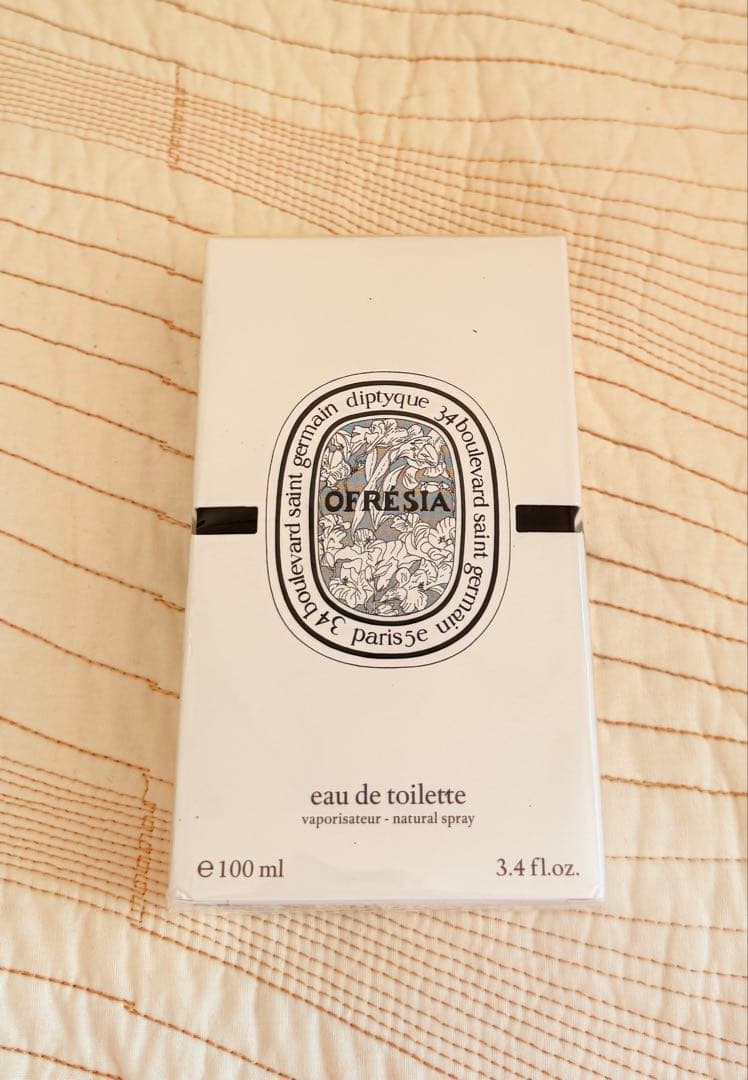 diptyque 34 boulevard saint germain paris 5e 34 boulevard saint germain
OFRÉSIA
eau de toilette
vaporisateur - natural spray
e 100 ml
3.4 fl.oz.